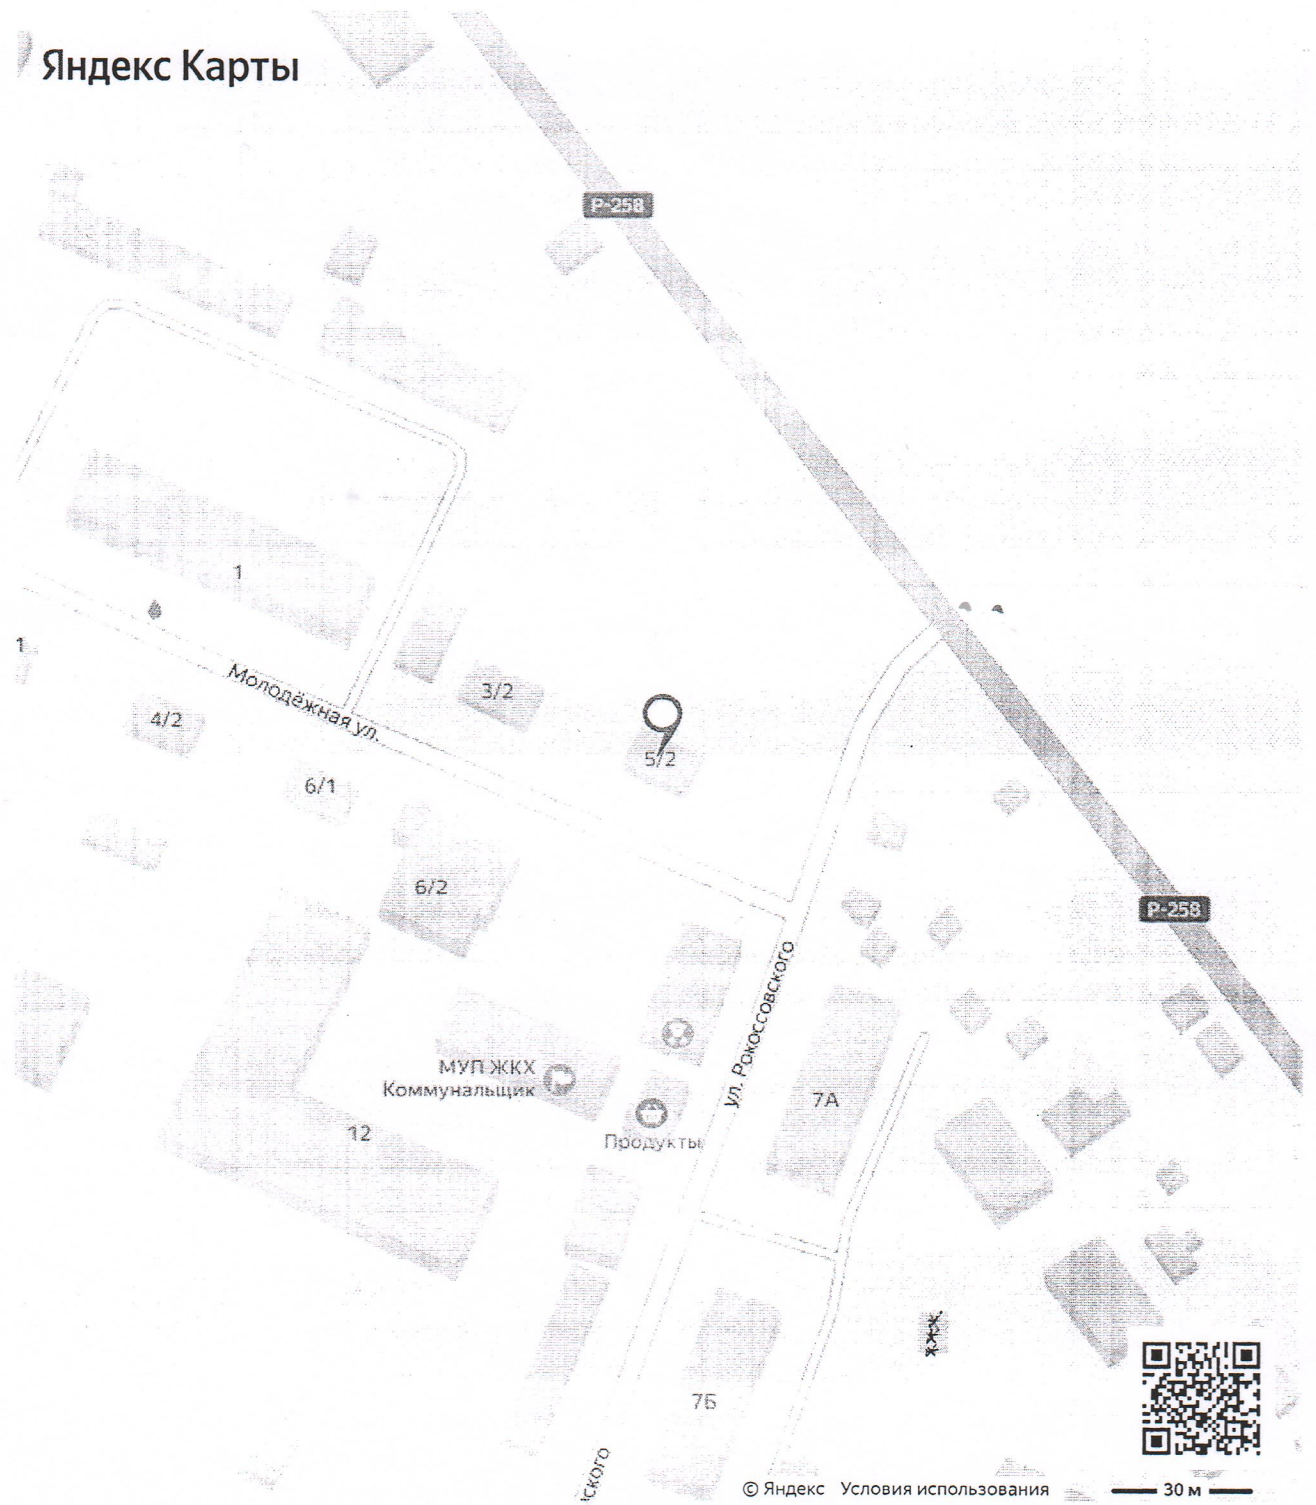 Яндекс Карты
Р-258
1
1
Молодёжная ул.
3/2
4/2
5/2
6/1
6/2
Р-258
ул. Рокоссовского
МУП ЖКХ
Коммунальщик
7А
12
Продукты
ж.ж.ж.
7Б
ского
© Яндекс Условия использования
30 м